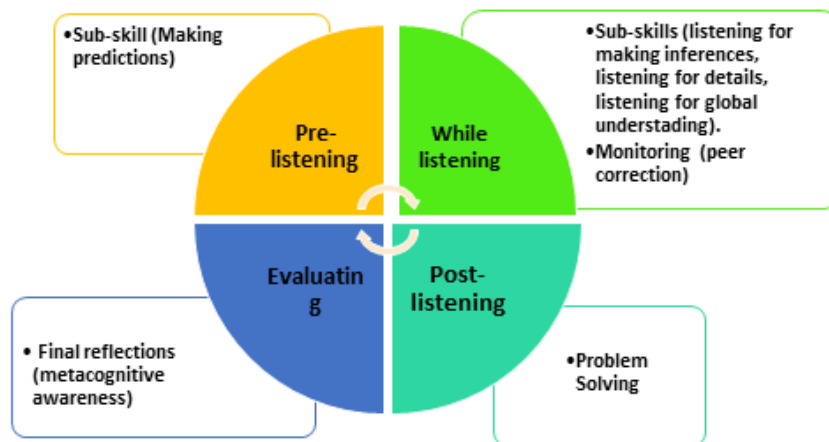 •Sub-skill (Making
predictions)
Pre-
listening
While
listening
•Sub-skills (listening for
making inferences,
listening for details,
listening for global
understading).
•Monitoring (peer
correction)
Evaluatin
g
• Final reflections
(metacognitive
awareness)
Post-
listening
•Problem
Solving